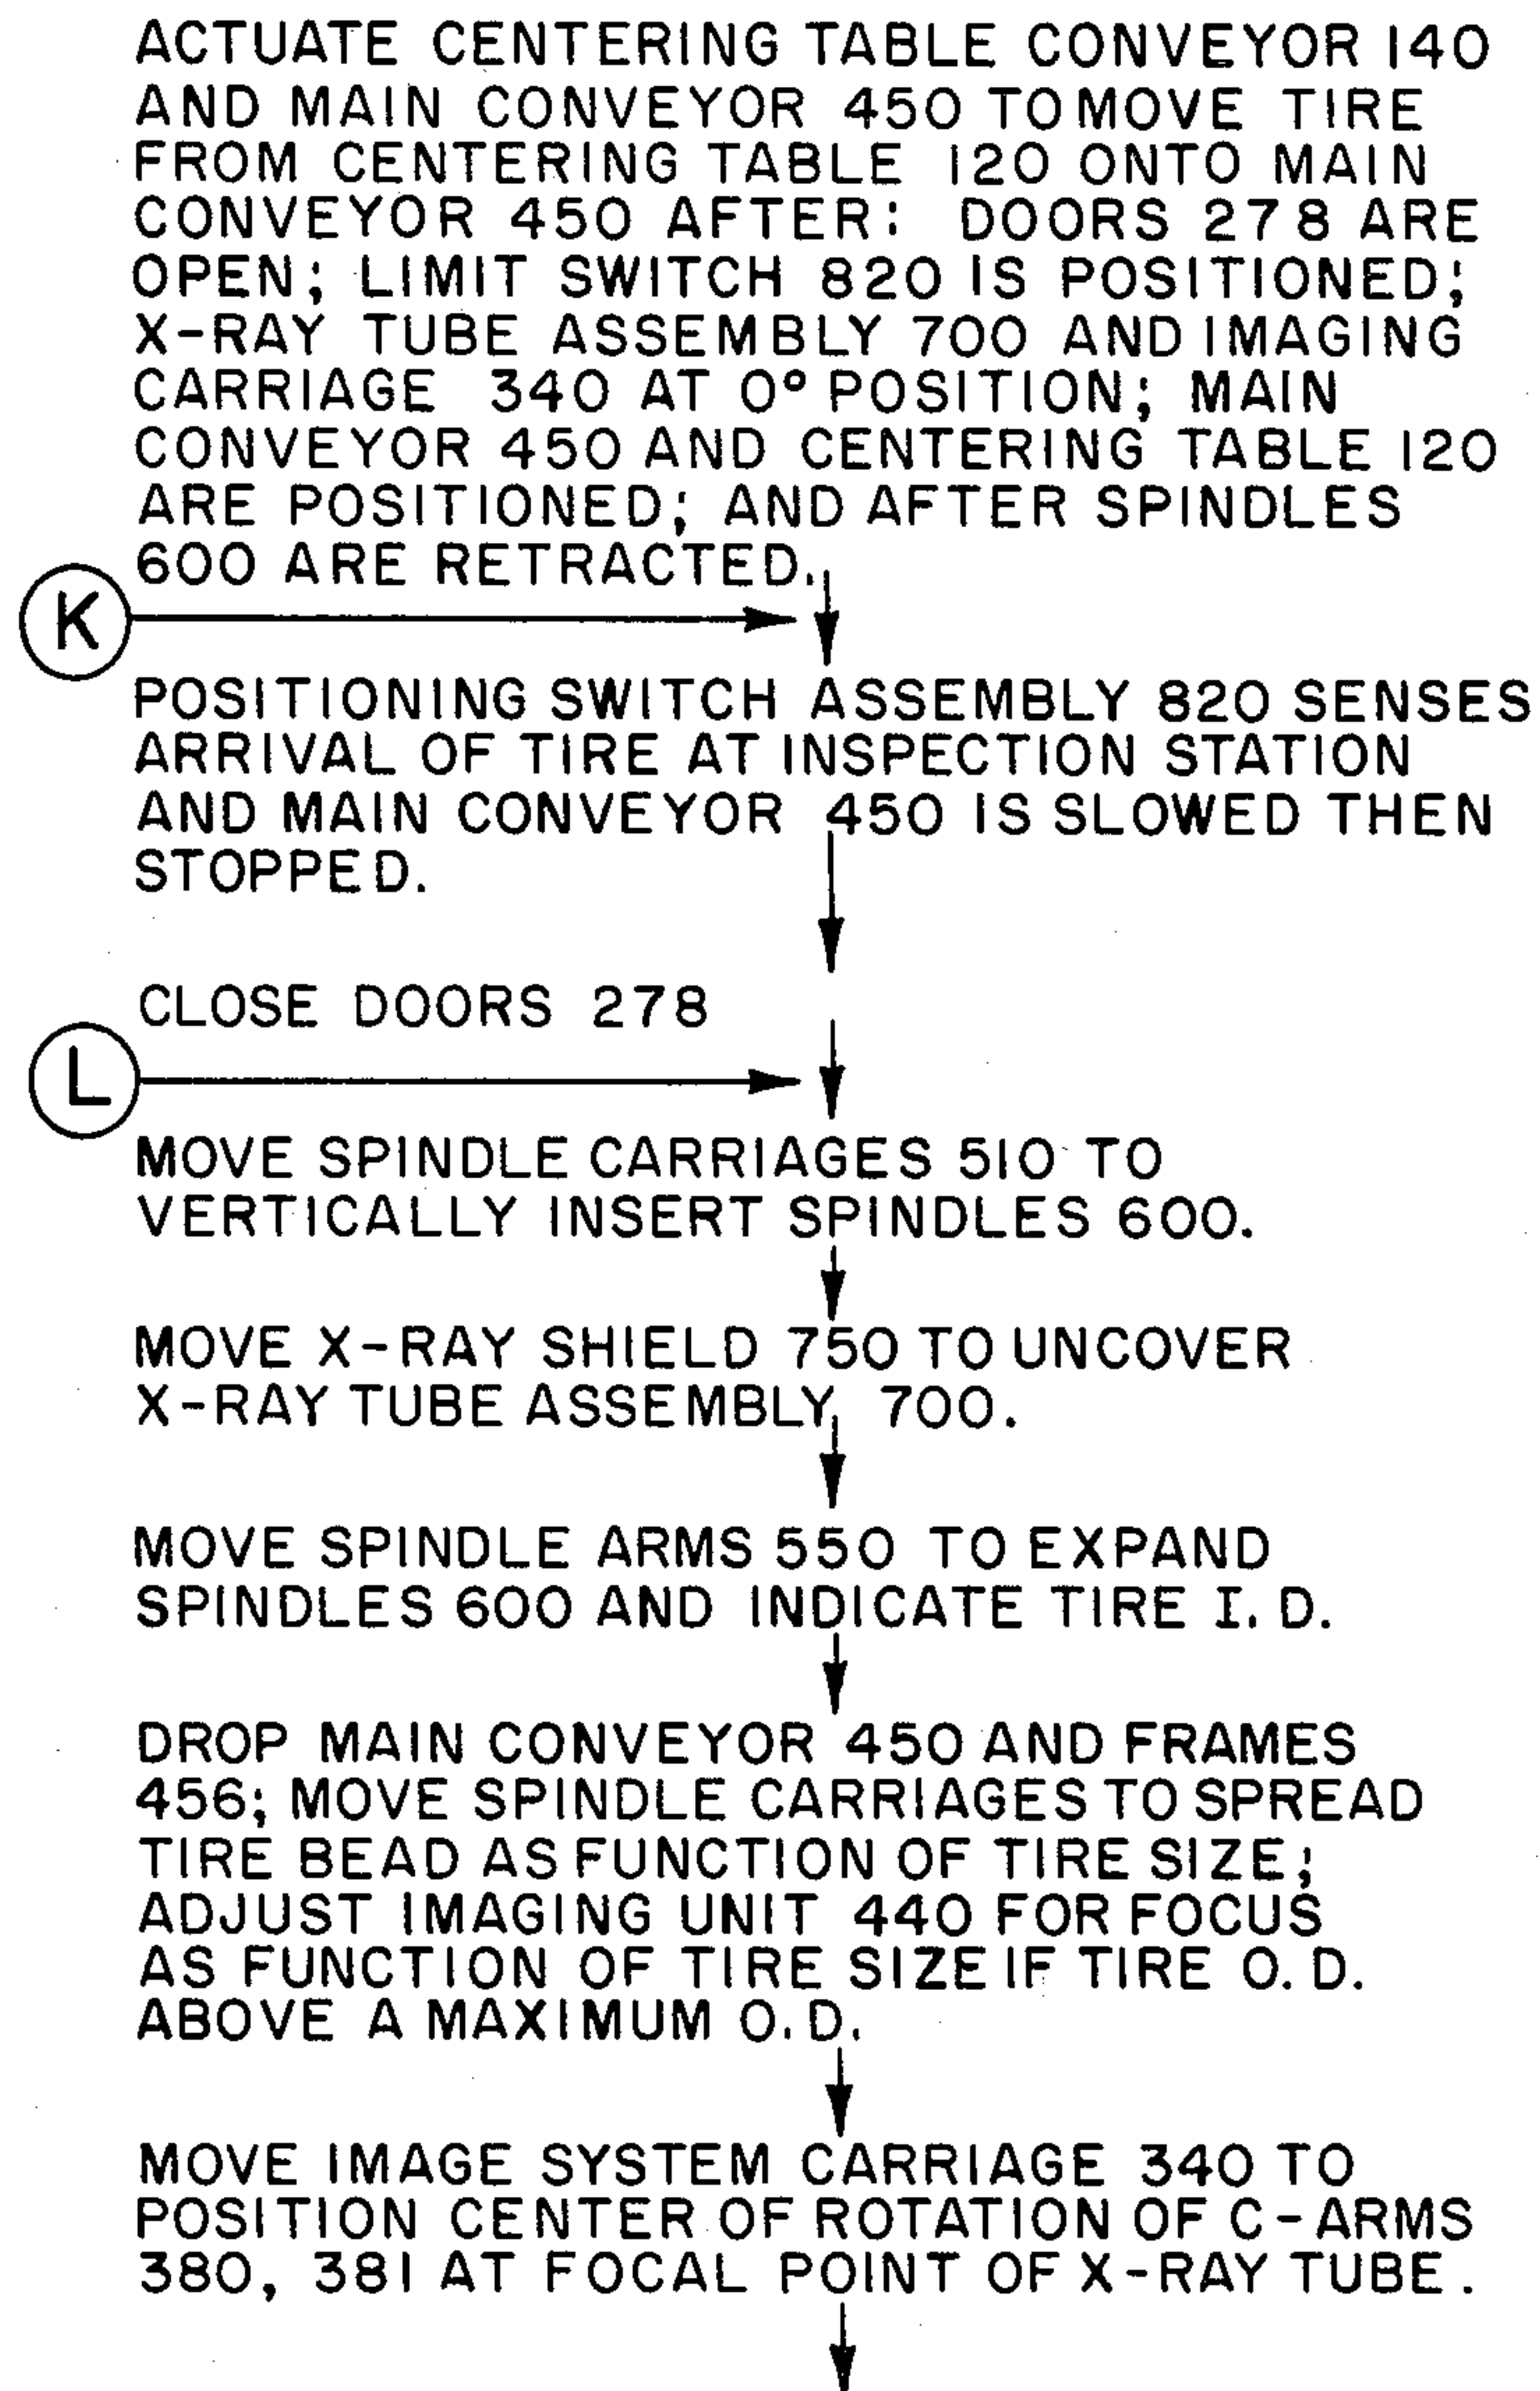 ACTUATE CENTERING TABLE CONVEYOR 140
AND MAIN CONVEYOR 450 TO MOVE TIRE
FROM CENTERING TABLE 120 ONTO MAIN
CONVEYOR 450 AFTER: DOORS 278 ARE
OPEN; LIMIT SWITCH 820 IS POSITIONED;
X-RAY TUBE ASSEMBLY 700 AND IMAGING
CARRIAGE 340 AT 0° POSITION; MAIN
CONVEYOR 450 AND CENTERING TABLE 120
ARE POSITIONED; AND AFTER SPINDLES
600 ARE RETRACTED.
K
POSITIONING SWITCH ASSEMBLY 820 SENSES
ARRIVAL OF TIRE AT INSPECTION STATION
AND MAIN CONVEYOR 450 IS SLOWED THEN
STOPPED.
CLOSE DOORS 278
L
MOVE SPINDLE CARRIAGES 510 TO
VERTICALLY INSERT SPINDLES 600.
MOVE X-RAY SHIELD 750 TO UNCOVER
X-RAY TUBE ASSEMBLY 700.
MOVE SPINDLE ARMS 550 TO EXPAND
SPINDLES 600 AND INDICATE TIRE I.D.
DROP MAIN CONVEYOR 450 AND FRAMES
456; MOVE SPINDLE CARRIAGES TO SPREAD
TIRE BEAD AS FUNCTION OF TIRE SIZE;
ADJUST IMAGING UNIT 440 FOR FOCUS
AS FUNCTION OF TIRE SIZE IF TIRE O.D.
ABOVE A MAXIMUM O.D.
MOVE IMAGE SYSTEM CARRIAGE 340 TO
POSITION CENTER OF ROTATION OF C-ARMS
380, 381 AT FOCAL POINT OF X-RAY TUBE.